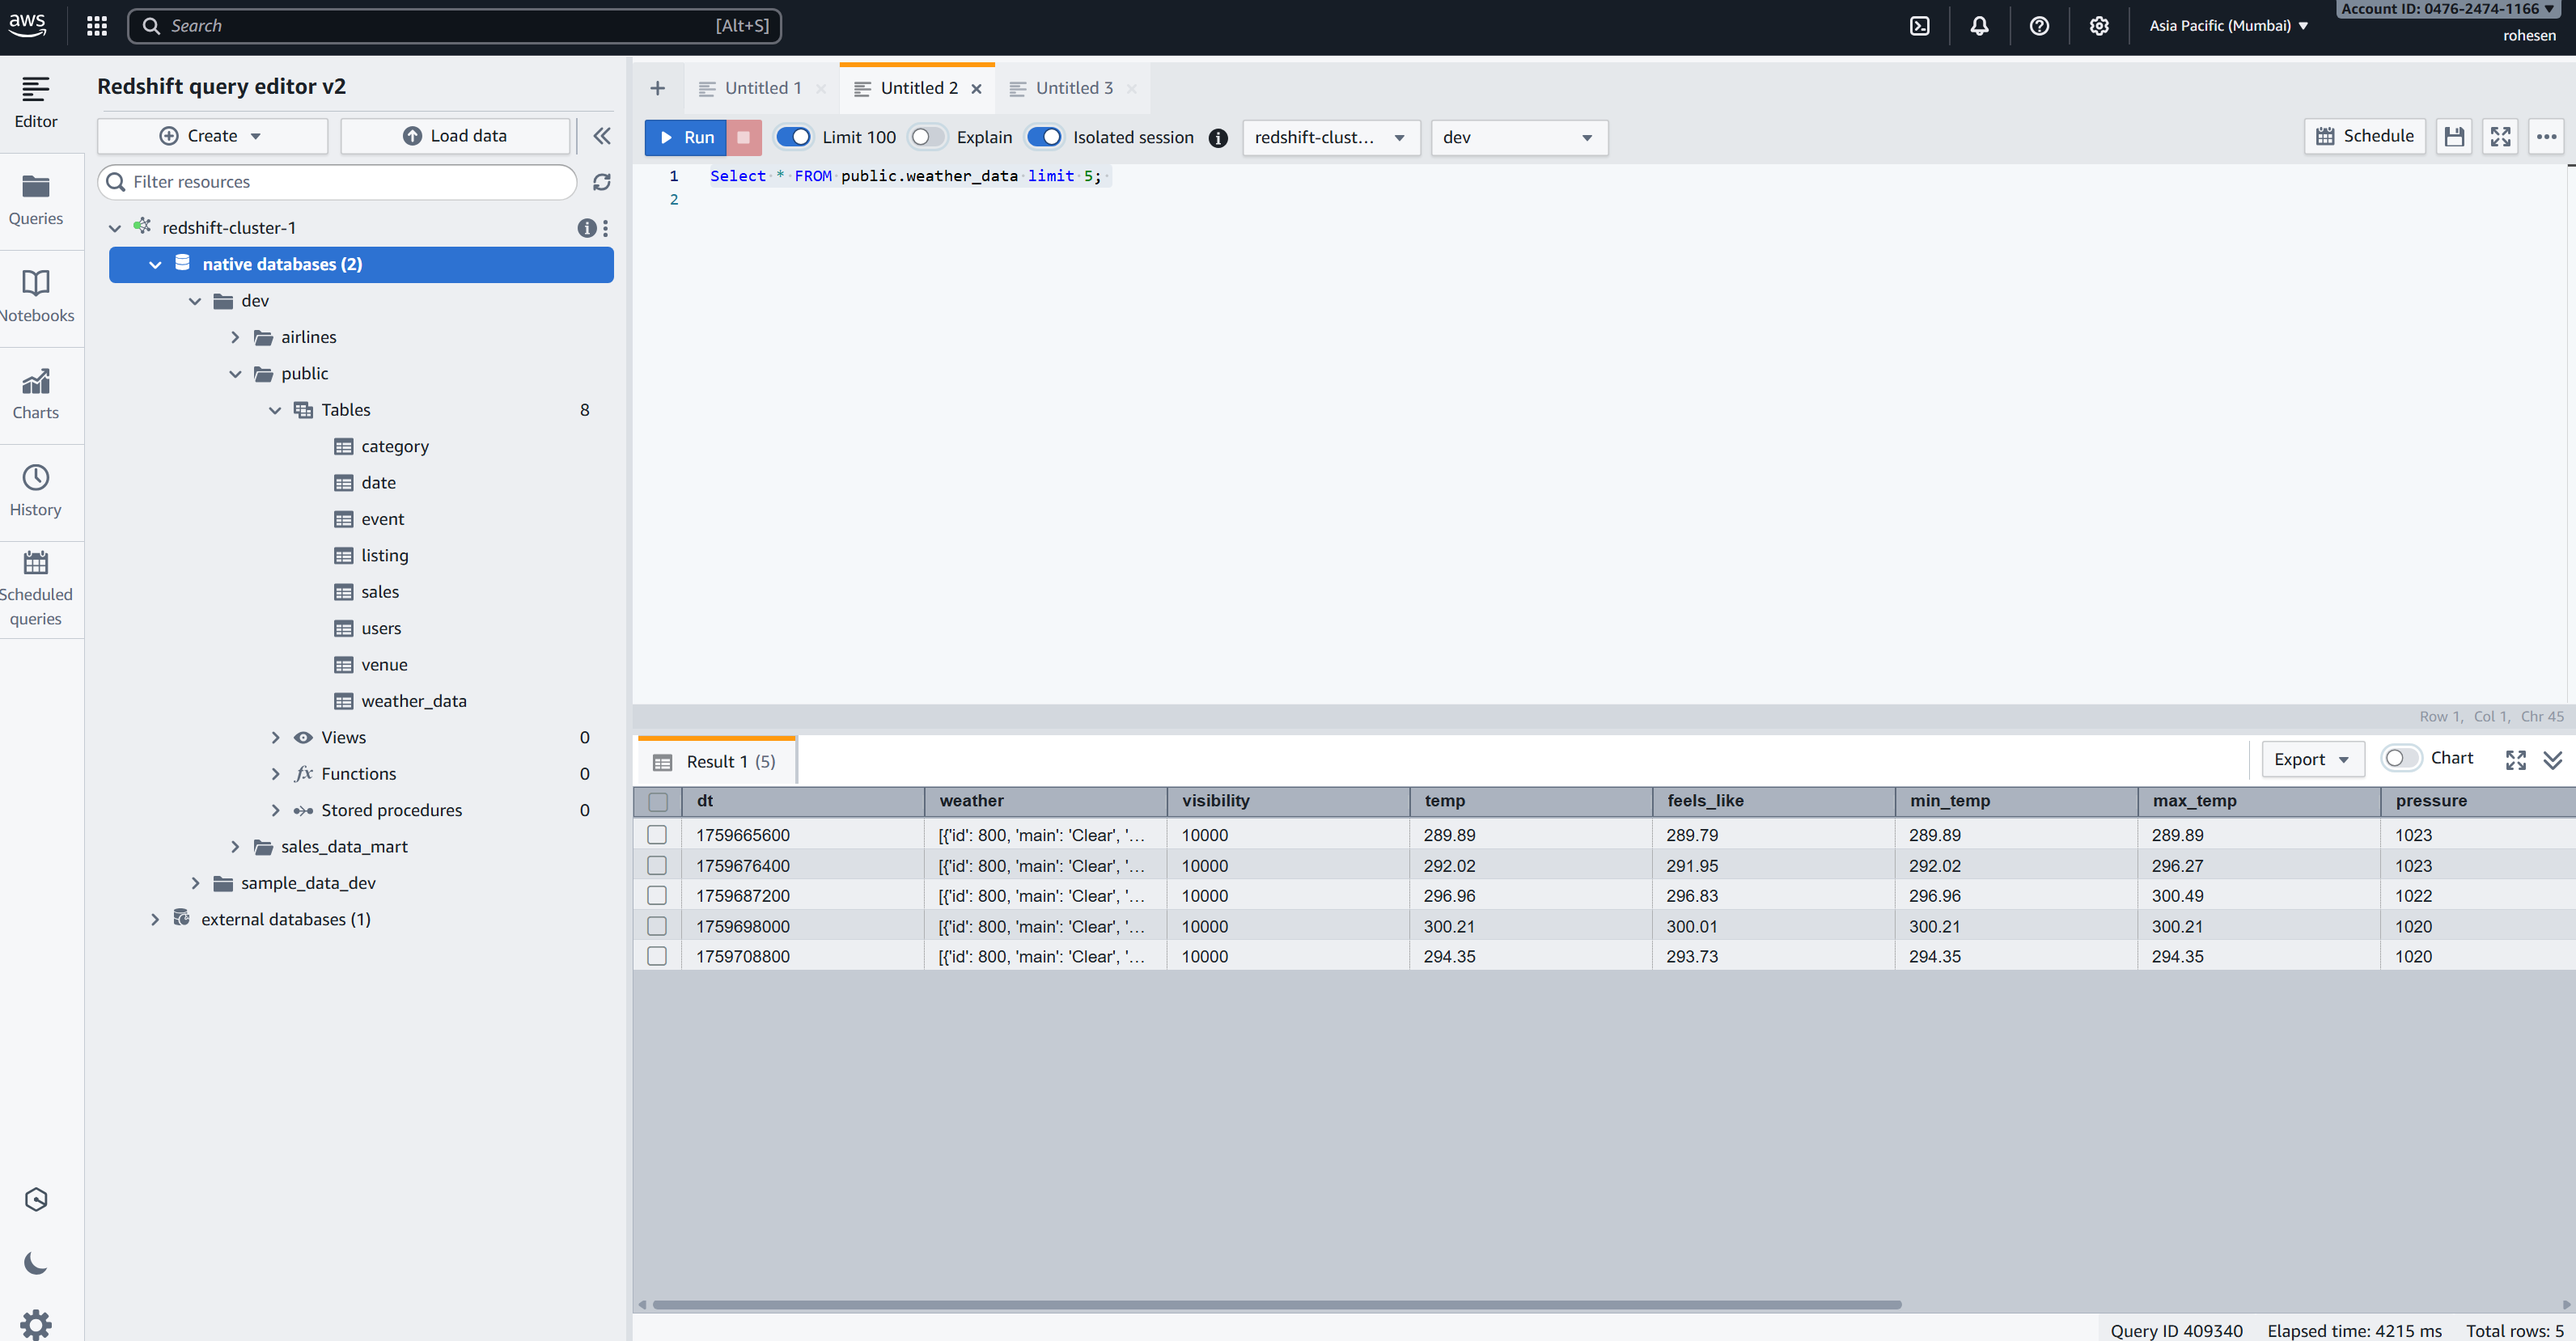 aws
Search [Alt+S]
Asia Pacific (Mumbai)
Account ID: 0476-2474-1166
rohesen
Editor
Queries
Notebooks
Charts
History
Scheduled
queries
Redshift query editor v2
Create
Load data
Filter resources
redshift-cluster-1
native databases (2)
dev
airlines
public
Tables 8
category
date
event
listing
sales
users
venue
weather_data
Views 0
fx Functions 0
Stored procedures 0
sales_data_mart
sample_data_dev
external databases (1)
Untitled 1 Untitled 2 Untitled 3
Run Limit 100 Explain Isolated session redshift-clust... dev Schedule
1 Select * FROM public.weather_data limit 5;
2
Row 1, Col 1, Chr 45
Result 1 (5) Export Chart
dt weather visibility temp feels_like min_temp max_temp pressure
1759665600 [{'id': 800, 'main': 'Clear', '... 10000 289.89 289.79 289.89 289.89 1023
1759676400 [{'id': 800, 'main': 'Clear', '... 10000 292.02 291.95 292.02 296.27 1023
1759687200 [{'id': 800, 'main': 'Clear', '... 10000 296.96 296.83 296.96 300.49 1022
1759698000 [{'id': 800, 'main': 'Clear', '... 10000 300.21 300.01 300.21 300.21 1020
1759708800 [{'id': 800, 'main': 'Clear', '... 10000 294.35 293.73 294.35 294.35 1020
Query ID 409340 Elapsed time: 4215 ms Total rows: 5